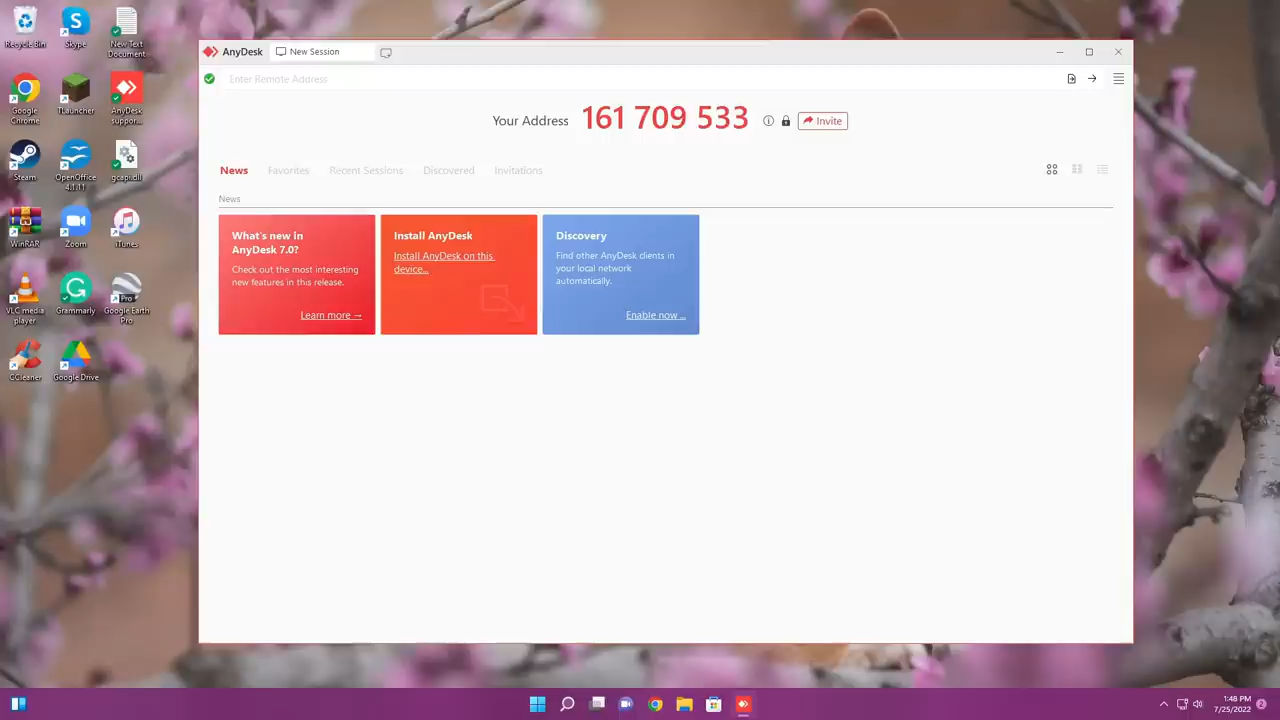 Recycle Bin
Skype
New Text
Document
Google
Chrome
TLauncher
AnyDesk
suppor...
Steam
OpenOffice
4.1.11
gcapi.dll
WinRAR
Zoom
iTunes
VLC media
player
Grammarly
Pro
Google Earth
Pro
CCleaner
Google Drive
AnyDesk
New Session
Enter Remote Address
Your Address
161 709 533
Invite
News
Favorites
Recent Sessions
Discovered
Invitations
News
What's new in
AnyDesk 7.0?
Check out the most interesting
new features in this release.
Learn more →
Install AnyDesk
Install AnyDesk on this
device...
Discovery
Find other AnyDesk clients in
your local network
automatically.
Enable now ...
1:48 PM
7/25/2022
2